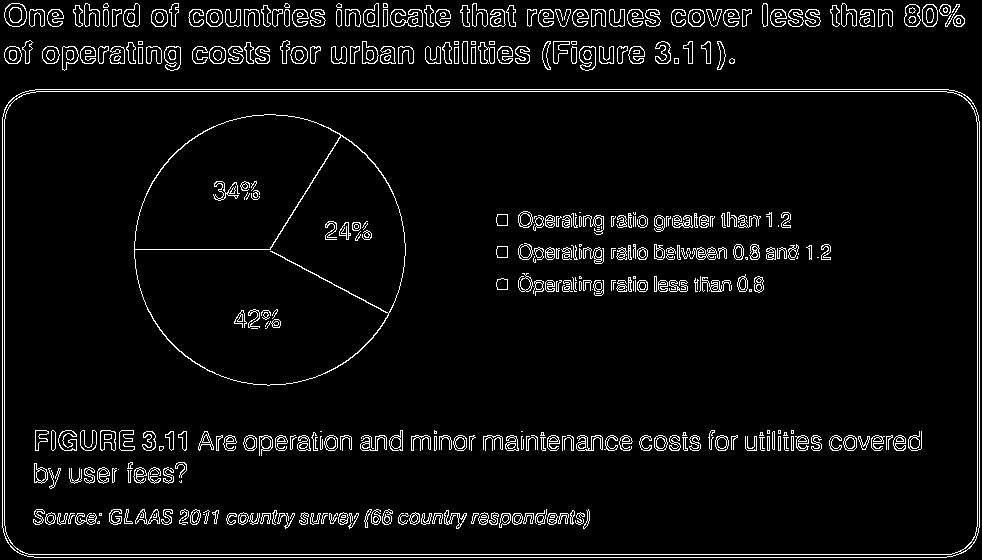 One third of countries indicate that revenues cover less than 80%
of operating costs for urban utilities (Figure 3.11).
34%
24%
42%
Operating ratio greater than 1.2
Operating ratio between 0.8 and 1.2
Operating ratio less than 0.8
FIGURE 3.11 Are operation and minor maintenance costs for utilities covered
by user fees?
Source: GLAAS 2011 country survey (66 country respondents)